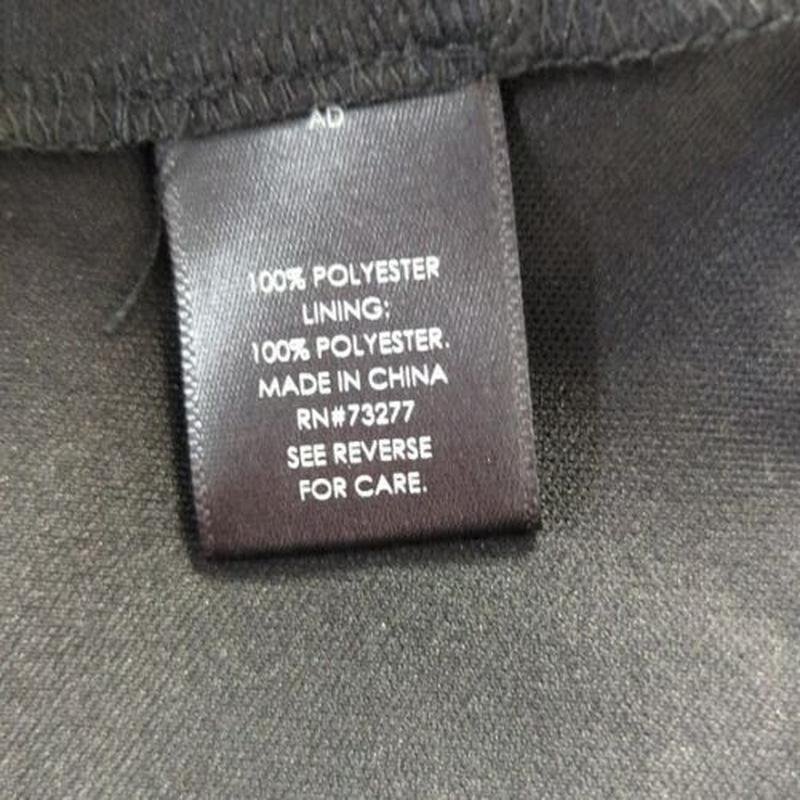 AD
100% POLYESTER
LINING:
100% POLYESTER.
MADE IN CHINA
RN#73277
SEE REVERSE
FOR CARE.